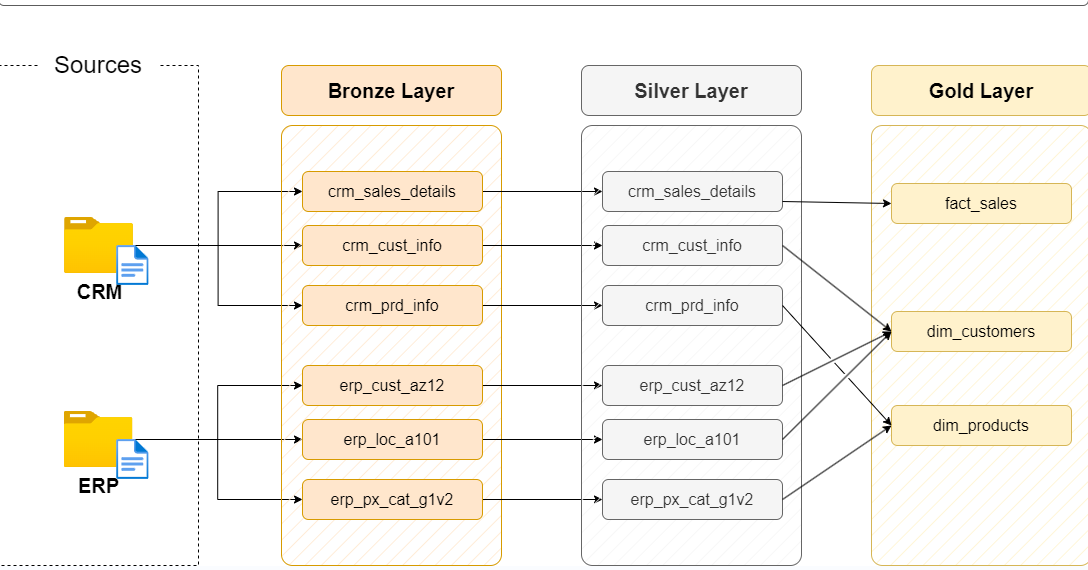 Sources
Bronze Layer
Silver Layer
Gold Layer
crm_sales_details
crm_sales_details
fact_sales
crm_cust_info
crm_cust_info
CRM
crm_prd_info
crm_prd_info
dim_customers
erp_cust_az12
erp_cust_az12
dim_products
erp_loc_a101
erp_loc_a101
ERP
erp_px_cat_g1v2
erp_px_cat_g1v2